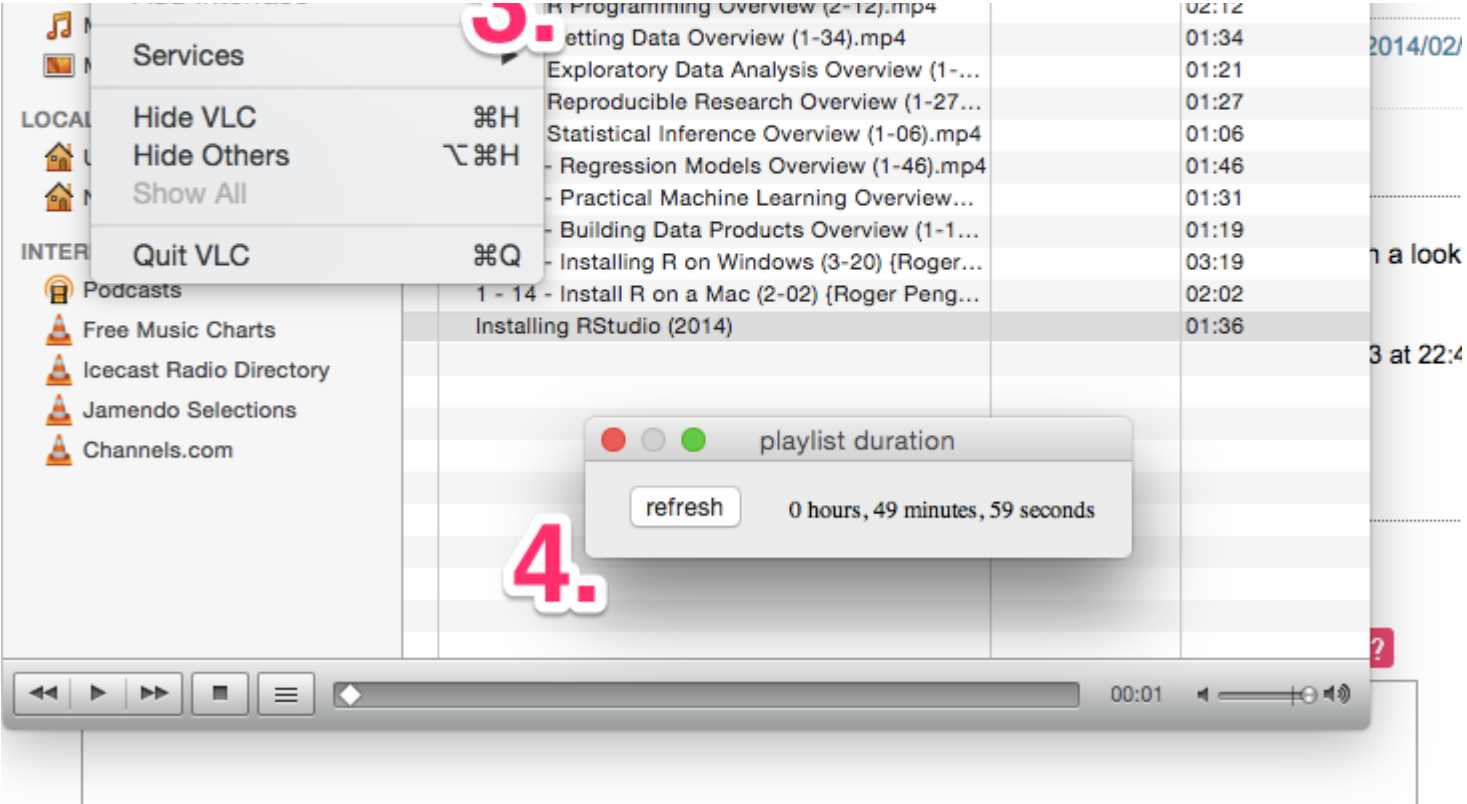 3.
R Programming Overview (2-12).mp4 02:12
Services
etting Data Overview (1-34).mp4 01:34
2014/02/
Exploratory Data Analysis Overview (1-... 01:21
LOCAL
Hide VLC ⌘H
Reproducible Research Overview (1-27... 01:27
Hide Others ⌥⌘H
Statistical Inference Overview (1-06).mp4 01:06
Show All
- Regression Models Overview (1-46).mp4 01:46
- Practical Machine Learning Overview... 01:31
- Building Data Products Overview (1-1... 01:19
INTER
Quit VLC ⌘Q
- Installing R on Windows (3-20) {Roger... 03:19
n a look
Podcasts
1 - 14 - Install R on a Mac (2-02) {Roger Peng... 02:02
Free Music Charts
Installing RStudio (2014) 01:36
3 at 22:4
Icecast Radio Directory
Jamendo Selections
Channels.com
playlist duration
refresh
0 hours, 49 minutes, 59 seconds
4.
?
00:01